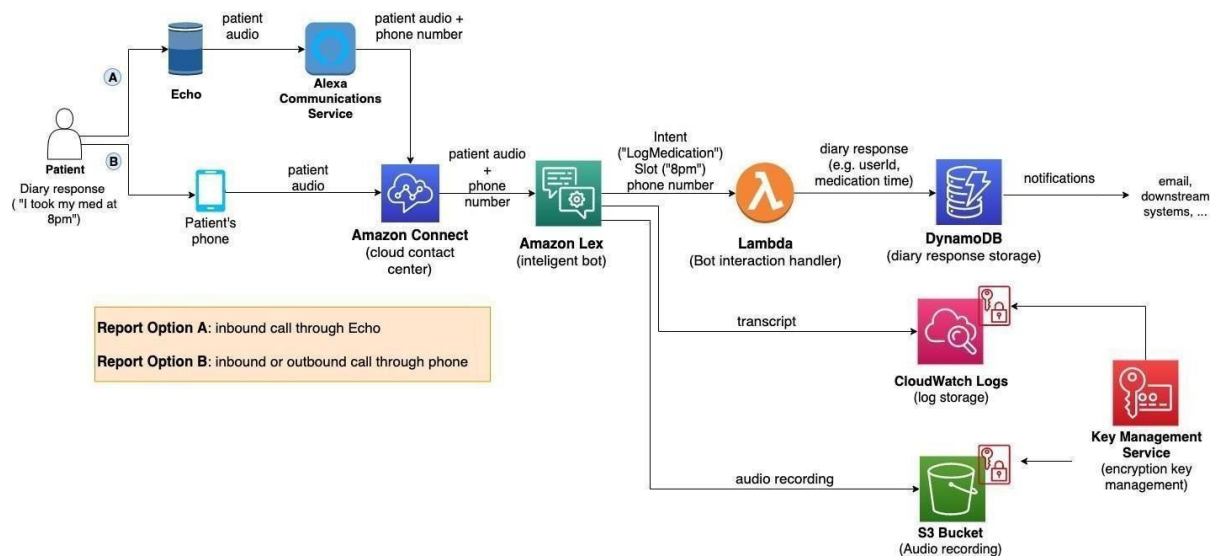 patient
audio
patient audio +
phone number
A
Echo
Alexa
Communications
Service
B
Patient
Diary response
( "I took my med at
8pm")
patient
audio
Patient's
phone
Amazon Connect
(cloud contact
center)
patient audio
+
phone
number
Amazon Lex
(inteligent bot)
Intent
("LogMedication")
Slot ("8pm")
phone number
Lambda
(Bot interaction handler)
diary response
(e.g. userId,
medication time)
DynamoDB
(diary response storage)
notifications
email,
downstream
systems, ...
Report Option A: inbound call through Echo
Report Option B: inbound or outbound call through phone
transcript
CloudWatch Logs
(log storage)
Key Management
Service
(encryption key
management)
audio recording
S3 Bucket
(Audio recording)